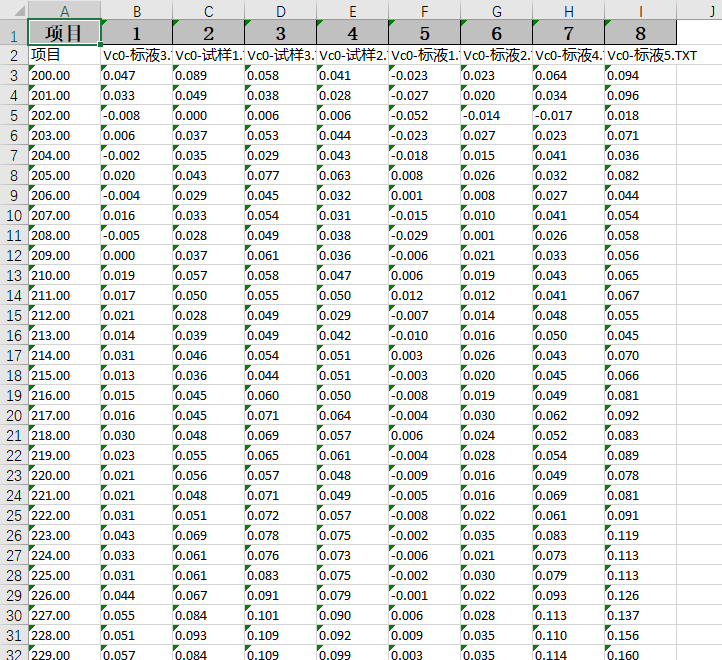 A B C D E F G H I J
1 项目 1 2 3 4 5 6 7 8
2 项目 Vc0-标液3. Vc0-试样1. Vc0-试样3. Vc0-试样2. Vc0-标液1. Vc0-标液2. Vc0-标液4. Vc0-标液5.TXT
3 200.00 0.047 0.089 0.058 0.041 -0.023 0.023 0.064 0.094
4 201.00 0.033 0.049 0.038 0.028 -0.027 0.020 0.034 0.096
5 202.00 -0.008 0.000 0.006 0.006 -0.052 -0.014 -0.017 0.018
6 203.00 0.006 0.037 0.053 0.044 -0.023 0.027 0.023 0.071
7 204.00 -0.002 0.035 0.029 0.043 -0.018 0.015 0.041 0.036
8 205.00 0.020 0.043 0.077 0.063 0.008 0.026 0.032 0.082
9 206.00 -0.004 0.029 0.045 0.032 0.001 0.008 0.027 0.044
10 207.00 0.016 0.033 0.054 0.031 -0.015 0.010 0.041 0.054
11 208.00 -0.005 0.028 0.049 0.038 -0.029 0.001 0.026 0.058
12 209.00 0.000 0.037 0.061 0.036 -0.006 0.021 0.033 0.056
13 210.00 0.019 0.057 0.058 0.047 0.006 0.019 0.043 0.065
14 211.00 0.017 0.050 0.055 0.050 0.012 0.012 0.041 0.067
15 212.00 0.021 0.028 0.049 0.029 -0.007 0.014 0.048 0.055
16 213.00 0.014 0.039 0.049 0.042 -0.010 0.016 0.050 0.045
17 214.00 0.031 0.046 0.054 0.051 0.003 0.026 0.043 0.070
18 215.00 0.013 0.036 0.044 0.051 -0.003 0.020 0.045 0.066
19 216.00 0.015 0.045 0.060 0.050 -0.008 0.019 0.049 0.081
20 217.00 0.016 0.045 0.071 0.064 -0.004 0.030 0.062 0.092
21 218.00 0.030 0.048 0.069 0.057 0.006 0.024 0.052 0.083
22 219.00 0.023 0.055 0.065 0.061 -0.004 0.028 0.054 0.089
23 220.00 0.021 0.056 0.057 0.048 -0.009 0.016 0.049 0.078
24 221.00 0.021 0.048 0.071 0.049 -0.005 0.016 0.069 0.081
25 222.00 0.031 0.051 0.072 0.057 -0.008 0.022 0.061 0.091
26 223.00 0.043 0.069 0.078 0.075 -0.002 0.035 0.083 0.119
27 224.00 0.033 0.061 0.076 0.073 -0.006 0.021 0.073 0.113
28 225.00 0.031 0.061 0.083 0.075 -0.002 0.030 0.079 0.113
29 226.00 0.044 0.067 0.091 0.079 -0.001 0.022 0.093 0.126
30 227.00 0.055 0.084 0.101 0.090 0.006 0.028 0.113 0.137
31 228.00 0.051 0.093 0.109 0.092 0.009 0.035 0.110 0.156
32 229.00 0.057 0.084 0.109 0.099 0.003 0.035 0.114 0.160